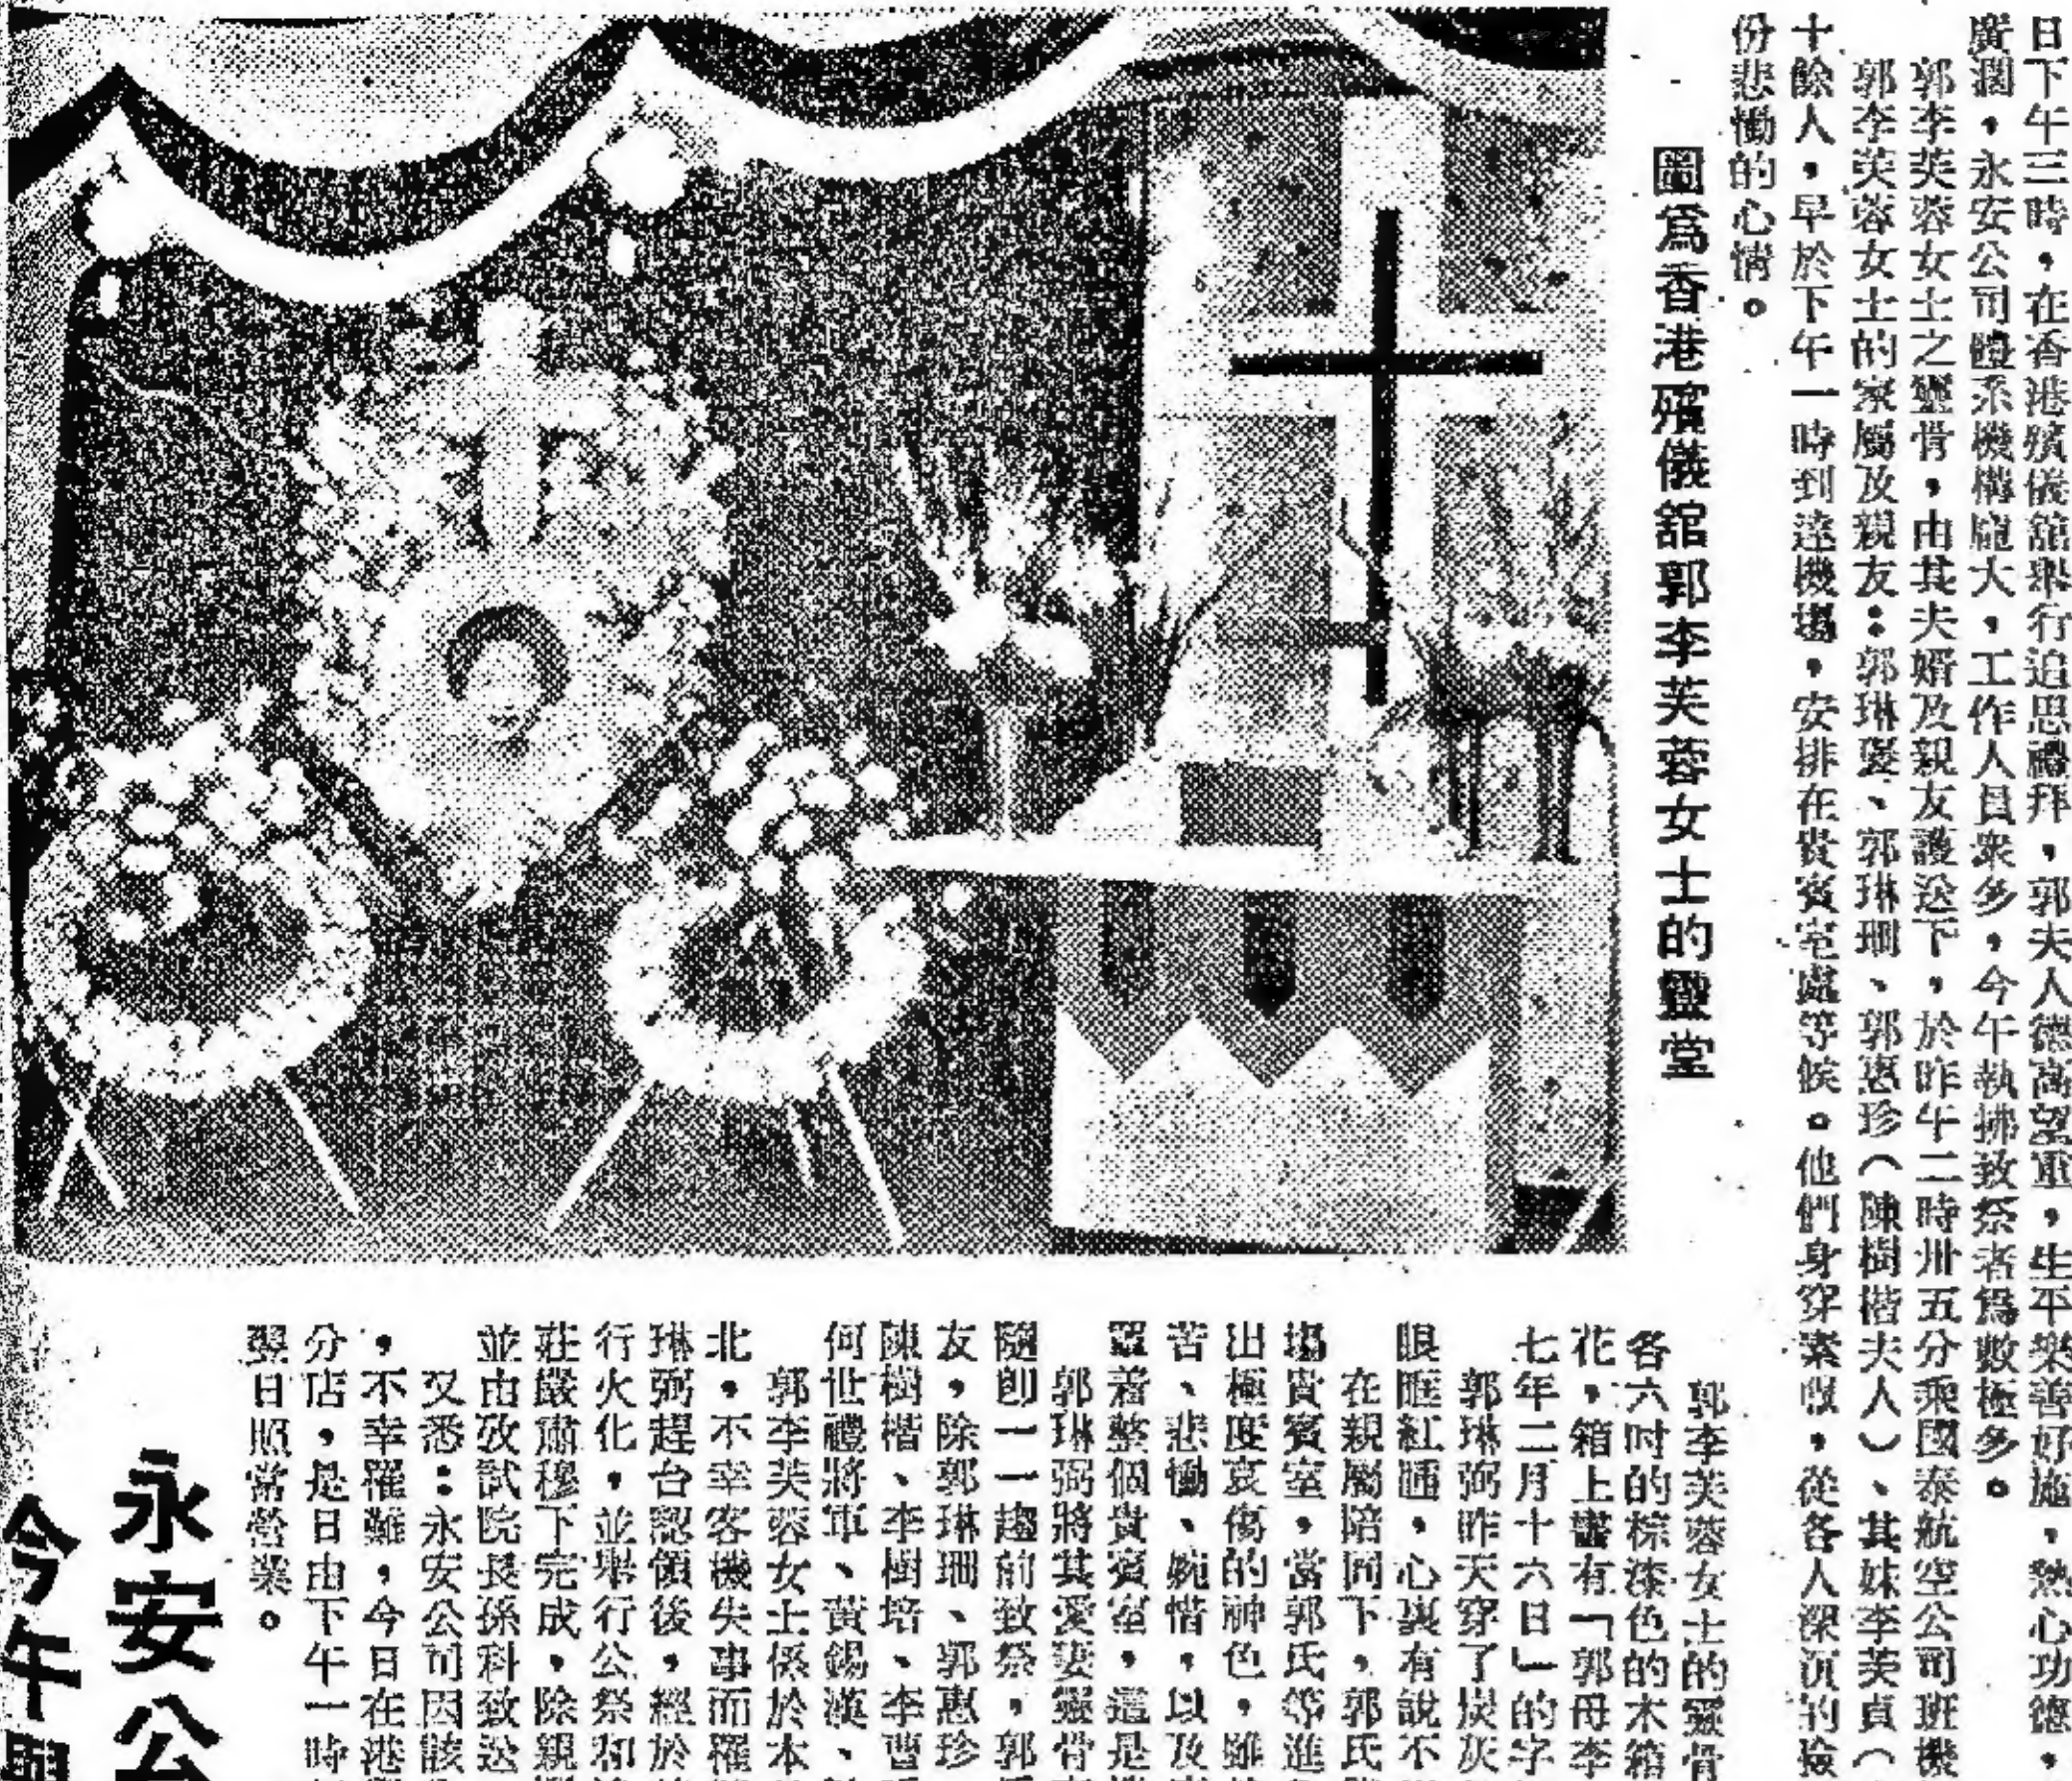 日下午三時，在香港殯儀舘舉行追思禮拜，郭夫人德高望重，生平樂善好施，熱心功德，
廣濶，永安公司體系機構龐大，工作人員衆多，今午執拂致祭者爲數極多。
郭李芙蓉女士之靈骨，由其夫婿及親友護送下，於昨午二時卅五分乘國泰航空公司班機
郭李芙蓉女士的家屬及親友：郭琳褒、郭琳珊、郭惠珍（陳樹楷夫人）、其妹李芙貞（
十餘人，早於下午一時到達機場，安排在貴賓室處等候。他們身穿素服，從各人深沉的臉
份悲慟的心情。
圖爲香港殯儀舘郭李芙蓉女士的靈堂
郭李芙蓉女士的靈骨
各六吋的棕漆色的木箱
花，箱上書有「郭母李
七年二月十六日」的字
郭琳弼昨天穿了炭灰
眼眶紅腫，心裏有說不
在親屬陪同下，郭氏
場貴賓室，當郭氏等進
出極度哀傷的神色，雖
苦、悲慟、婉惜，以及
罩着整個貴賓室，這是
郭琳弼將其愛妻靈骨
隨卽一一趨前致祭，郭
友，除郭琳珊、郭惠珍
陳樹楷、李樹培、李曹
何世禮將軍、黃錫漢、
郭李芙蓉女士係於本
北，不幸客機失事而罹
琳弼趕台認領後，經於
行火化，並舉行公祭和
莊嚴肅穆下完成，除親
並由攷試院長孫科致送
又悉：永安公司因該
，不幸罹難，今日在港
分店，是日由下午一時
翌日照常營業。
永安公
今午